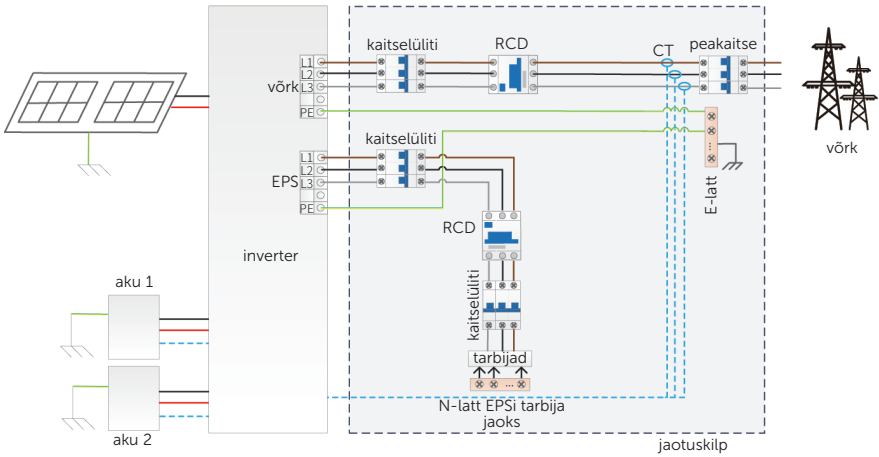 kaitselüliti
RCD
CT
peakaitse
võrk
L1
L2
L3
PE
võrk
kaitselüliti
EPS
L1
L2
L3
PE
E-latt
...
RCD
inverter
kaitselüliti
aku 1
tarbijad
...
N-latt EPSi tarbija
jaoks
aku 2
jaotuskilp